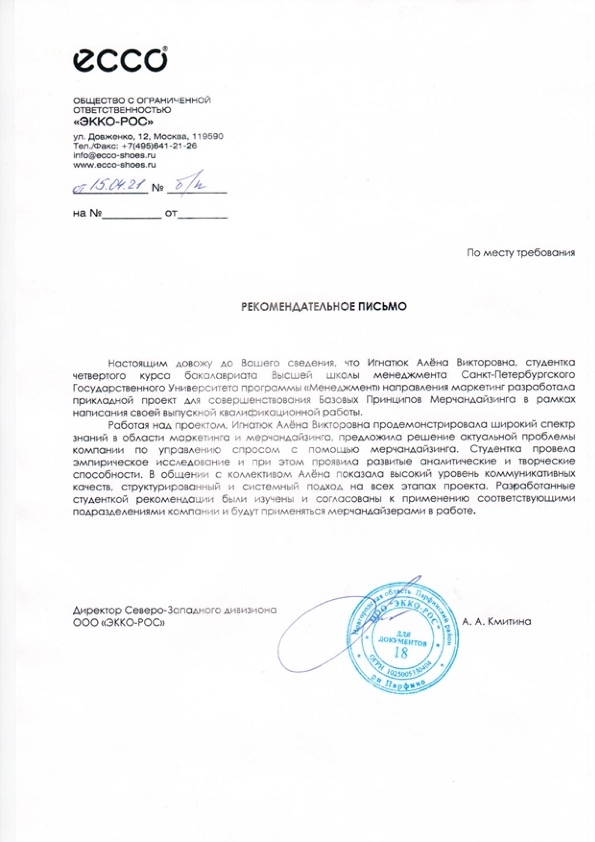 ecco®
ОБЩЕСТВО С ОГРАНИЧЕННОЙ
ОТВЕТСТВЕННОСТЬЮ
«ЭККО-РОС»
ул. Довженко, 12, Москва, 119590
Тел./Факс: +7(495)641-21-26
info@ecco-shoes.ru
www.ecco-shoes.ru
от 15.04.21 № б/н
на №__________ от________
По месту требования
РЕКОМЕНДАТЕЛЬНОЕ ПИСЬМО
Настоящим довожу до Вашего сведения, что Игнатюк Алёна Викторовна, студентка
четвертого курса бакалавриата Высшей школы менеджмента Санкт-Петербургского
Государственного Университета программы «Менеджмент» направления маркетинг разработала
прикладной проект для совершенствования Базовых Принципов Мерчандайзинга в рамках
написания своей выпускной квалификационной работы.
Работая над проектом, Игнатюк Алёна Викторовна продемонстрировала широкий спектр
знаний в области маркетинга и мерчандайзинга, предложила решение актуальной проблемы
компании по управлению спросом с помощью мерчандайзинга. Студентка провела
эмпирическое исследование и при этом проявила развитые аналитические и творческие
способности. В общении с коллективом Алёна показала высокий уровень коммуникативных
качеств, структурированный и системный подход на всех этапах проекта. Разработанные
студенткой рекомендации были изучены и согласованы к применению соответствующими
подразделениями компании и будут применяться мерчандайзерами в работе.
Директор Северо-Западного дивизиона
ООО «ЭККО-РОС»
А. А. Кмитина
Новгородская область Парфинский район
ООО "ЭККО-РОС"
ДЛЯ
ДОКУМЕНТОВ
18
ОГРН 1025005330404
рп Парфино